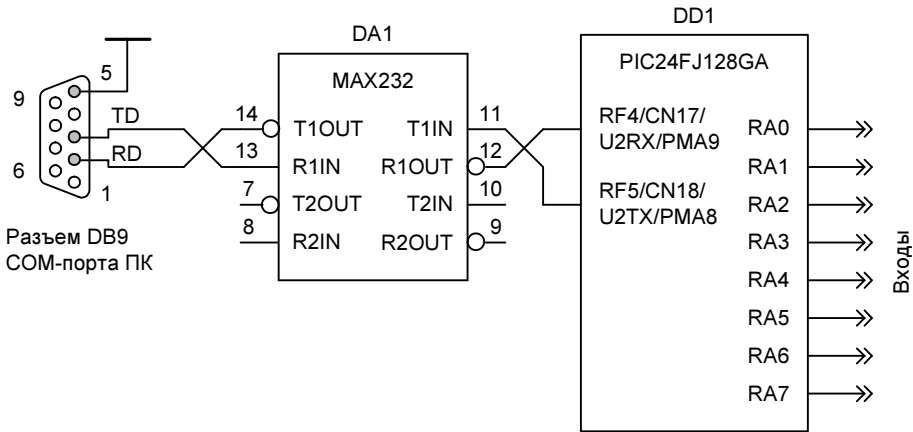 DA1
DD1
MAX232
PIC24FJ128GA
5
9
6
1
TD
RD
14
13
7
8
T1OUT
R1IN
T2OUT
R2IN
T1IN
R1OUT
T2IN
R2OUT
11
12
10
9
RF4/CN17/
U2RX/PMA9
RF5/CN18/
U2TX/PMA8
RA0
RA1
RA2
RA3
RA4
RA5
RA6
RA7
Входы
Разъем DB9
COM-порта ПК